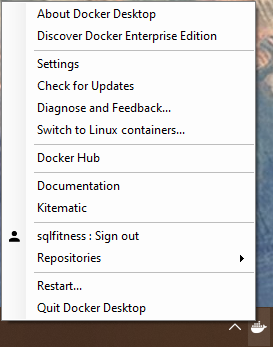 About Docker Desktop
Discover Docker Enterprise Edition
Settings
Check for Updates
Diagnose and Feedback...
Switch to Linux containers...
Docker Hub
Documentation
Kitematic
sqlfitness : Sign out
Repositories
Restart...
Quit Docker Desktop